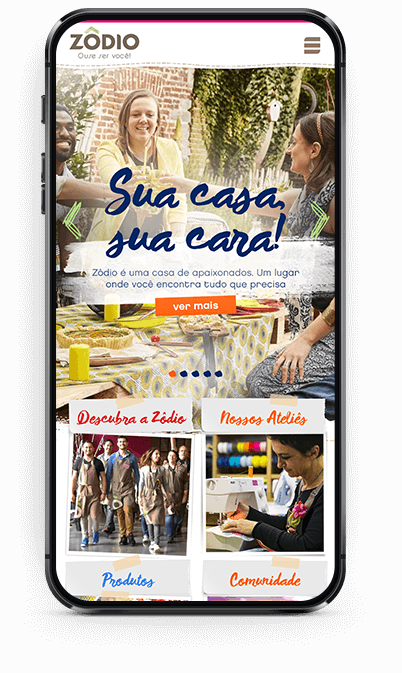 ZÔDIO
Ouse ser você!
Sua casa,
sua cara!
Zôdio é uma casa de apaixonados. Um lugar
onde você encontra tudo que precisa
ver mais
Descubra a Zôdio
Nossos Ateliês
Produtos
Comunidade